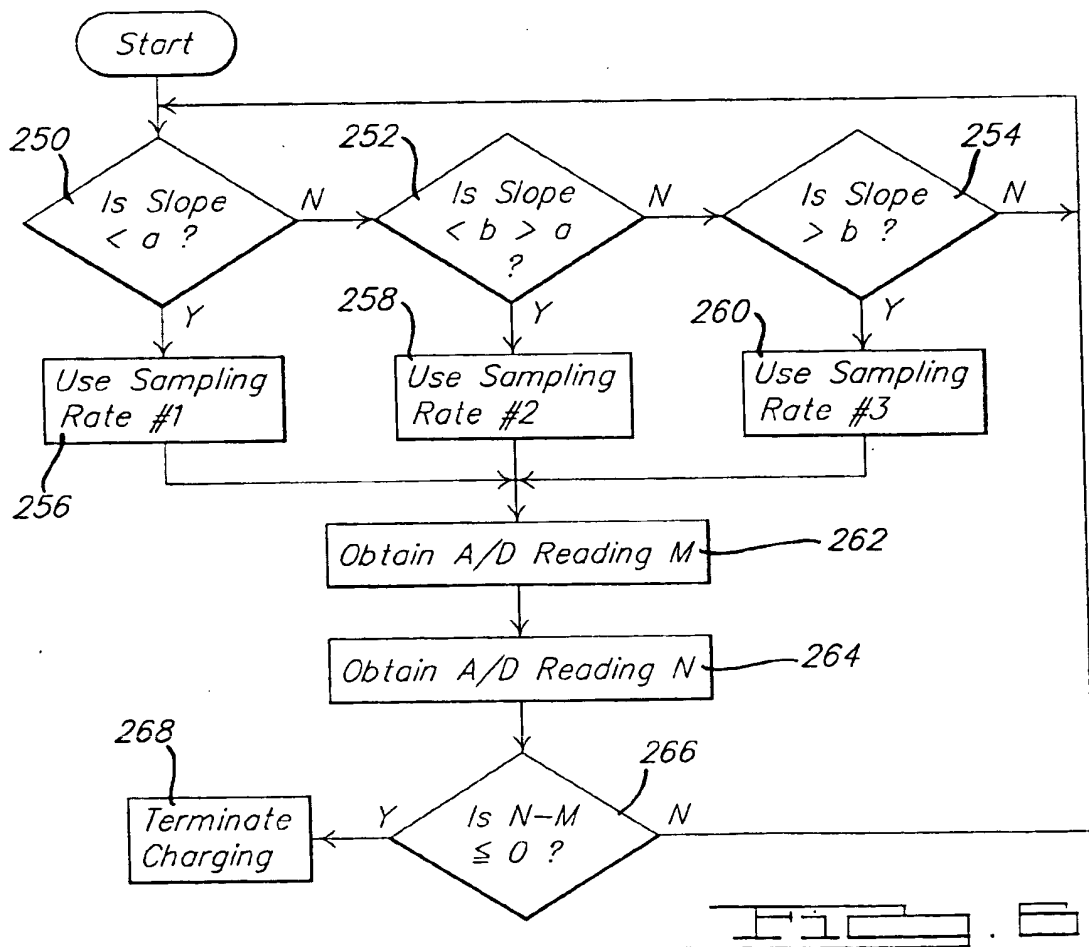 Start
250
252
254
Is Slope
< a ?
N
Is Slope
< b > a
?
N
Is Slope
> b ?
N
Y
258
Y
260
Y
Use Sampling
Rate #1
Use Sampling
Rate #2
Use Sampling
Rate #3
256
Obtain A/D Reading M
262
Obtain A/D Reading N
264
268
266
Terminate
Charging
Y
Is N-M
≦ 0 ?
N